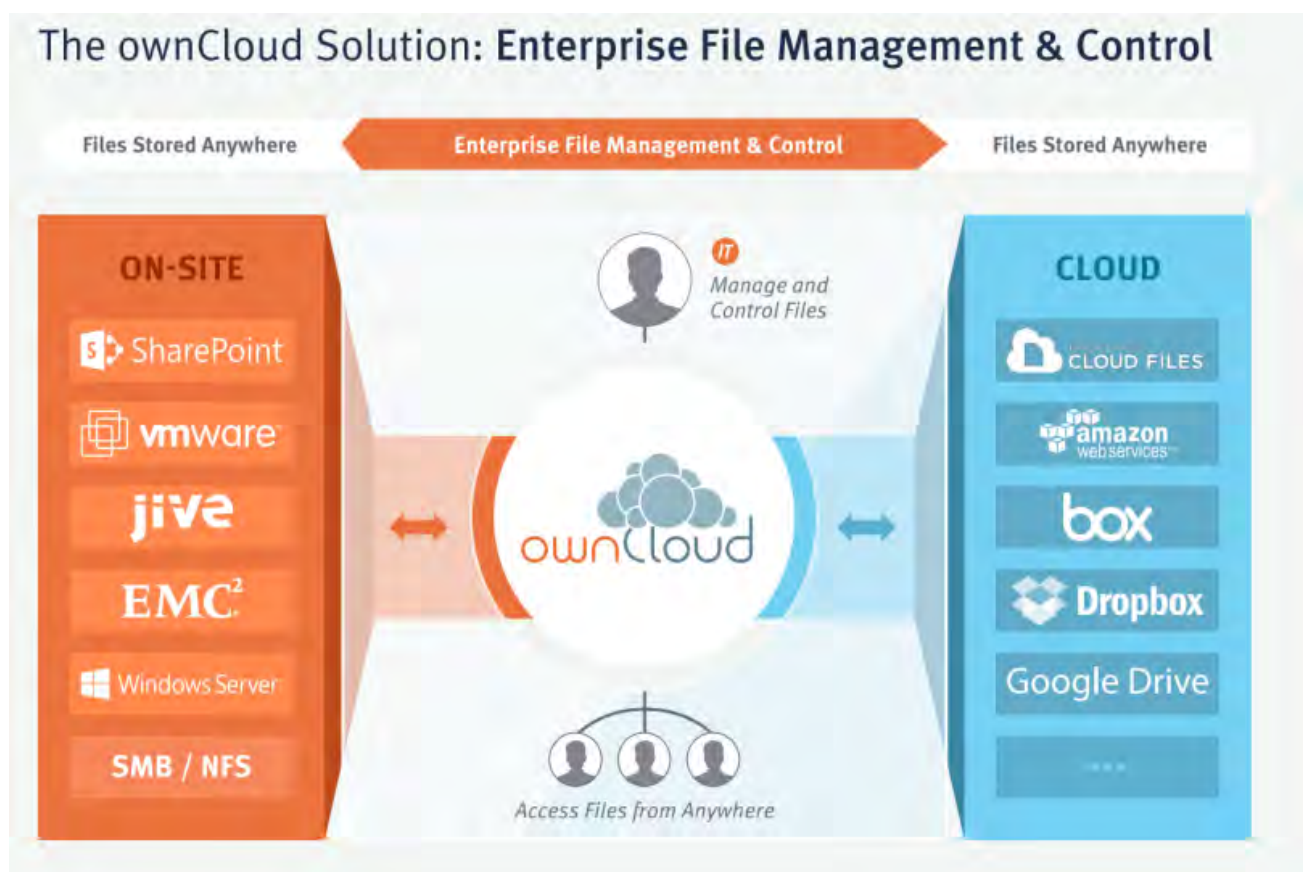 The ownCloud Solution: Enterprise File Management & Control
Files Stored Anywhere
Enterprise File Management & Control
Files Stored Anywhere
ON-SITE
SharePoint
vmware
jive
EMC²
Windows Server
SMB / NFS
IT
Manage and
Control Files
ownCloud
Access Files from Anywhere
CLOUD
CLOUD FILES
amazon
webservices
box
Dropbox
Google Drive